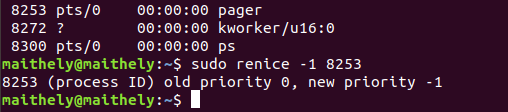 8253 pts/0    00:00:00 pager
8272 ?        00:00:00 kworker/u16:0
8300 pts/0    00:00:00 ps
maithely@maithely:~$ sudo renice -1 8253
8253 (process ID) old priority 0, new priority -1
maithely@maithely:~$